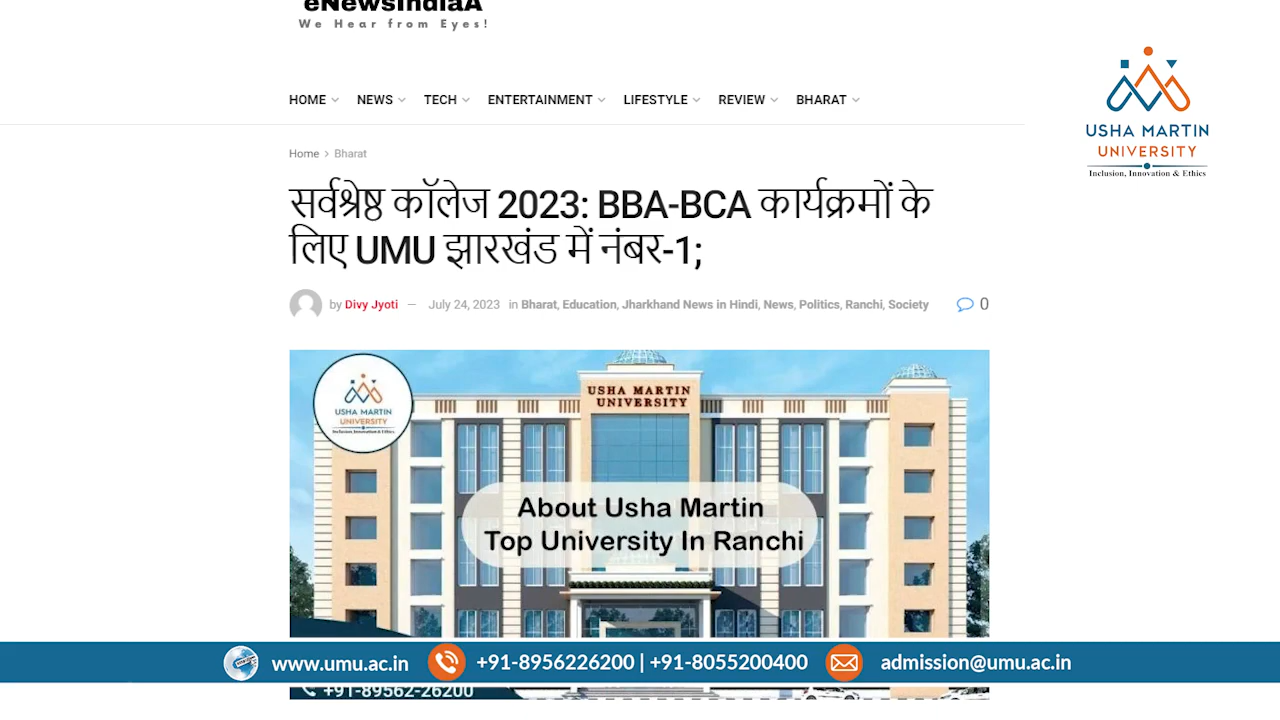 eNewsIndiaA
We Hear from Eyes!
HOME NEWS TECH ENTERTAINMENT LIFESTYLE REVIEW BHARAT
USHA MARTIN
UNIVERSITY
Inclusion, Innovation & Ethics
Home > Bharat
सर्वश्रेष्ठ कॉलेज 2023: BBA-BCA कार्यक्रमों के
लिए UMU झारखंड में नंबर-1;
by Divy Jyoti — July 24, 2023 in Bharat, Education, Jharkhand News in Hindi, News, Politics, Ranchi, Society 0
USHA MARTIN
UNIVERSITY
Inclusion, Innovation & Ethics
USHA MARTIN
UNIVERSITY
About Usha Martin
Top University In Ranchi
www.umu.ac.in +91-8956226200 | +91-8055200400 admission@umu.ac.in
+91-89562-26200